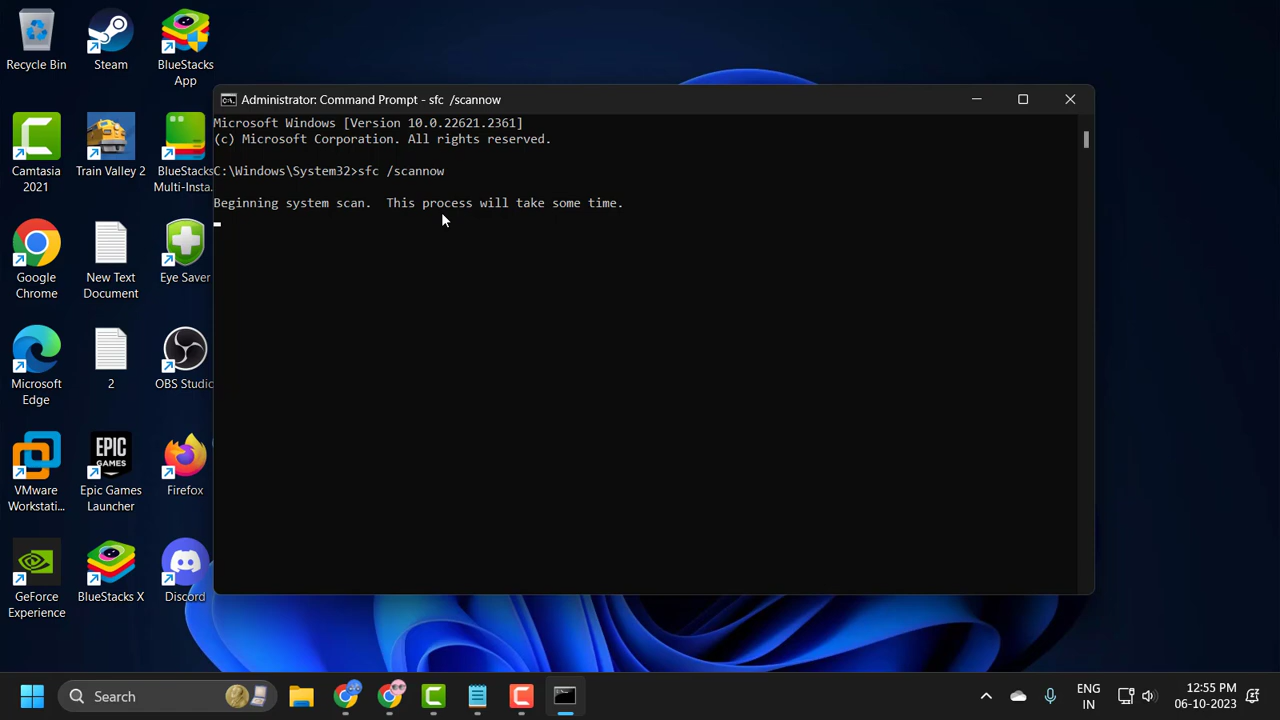 Recycle Bin
Steam
BlueStacks
App
Camtasia
2021
Train Valley 2
BlueStacks
Multi-Insta...
Google
Chrome
New Text
Document
Eye Saver
Microsoft
Edge
2
OBS Studio
VMware
Workstati...
EPIC
GAMES
Epic Games
Launcher
Firefox
GeForce
Experience
BlueStacks X
Discord
Administrator: Command Prompt - sfc  /scannow
Microsoft Windows [Version 10.0.22621.2361]
(c) Microsoft Corporation. All rights reserved.
C:\Windows\System32>sfc /scannow
Beginning system scan.  This process will take some time.
Search
ENG
IN
12:55 PM
06-10-2023